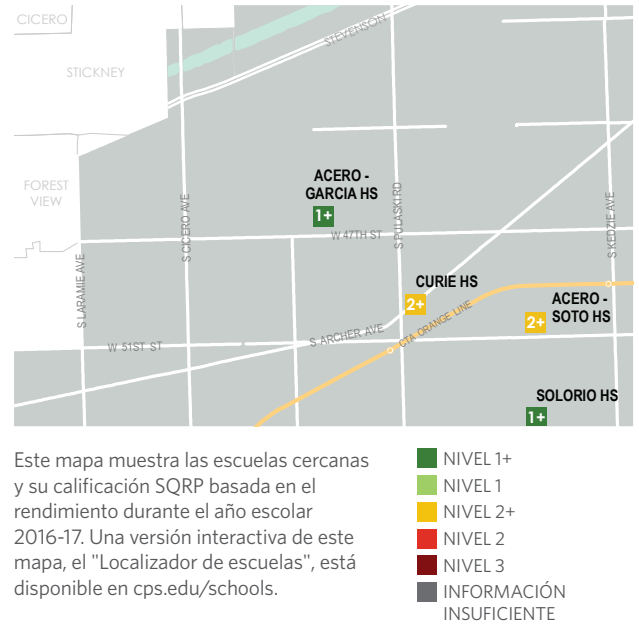 CICERO
STEVENSON
STICKNEY
FOREST
VIEW
ACERO -
GARCIA HS
1+
S CICERO AVE
S PULASKI RD
S KEDZIE AVE
W 47TH ST
S LARAMIE AVE
CURIE HS
2+
ACERO -
SOTO HS
2+
CTA ORANGE LINE
S ARCHER AVE
W 51ST ST
SOLORIO HS
1+
Este mapa muestra las escuelas cercanas
y su calificación SQRP basada en el
rendimiento durante el año escolar
2016-17. Una versión interactiva de este
mapa, el "Localizador de escuelas", está
disponible en cps.edu/schools.
NIVEL 1+
NIVEL 1
NIVEL 2+
NIVEL 2
NIVEL 3
INFORMACIÓN
INSUFICIENTE